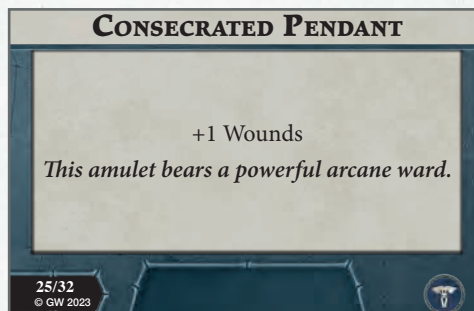 Consecrated Pendant
+1 Wounds
This amulet bears a powerful arcane ward.
25/32
© GW 2023